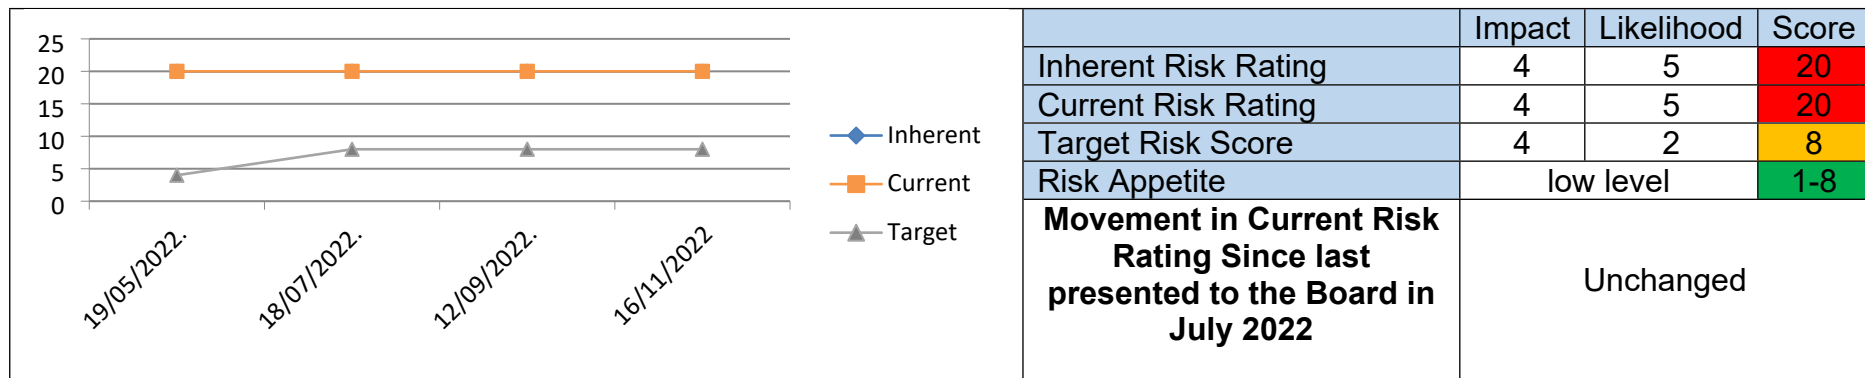 25
20
15
10
5
0
19/05/2022.
18/07/2022.
12/09/2022.
16/11/2022
Inherent
Current
Target
Impact Likelihood Score
Inherent Risk Rating 4 5 20
Current Risk Rating 4 5 20
Target Risk Score 4 2 8
Risk Appetite low level 1-8
Movement in Current Risk
Rating Since last
presented to the Board in
July 2022
Unchanged